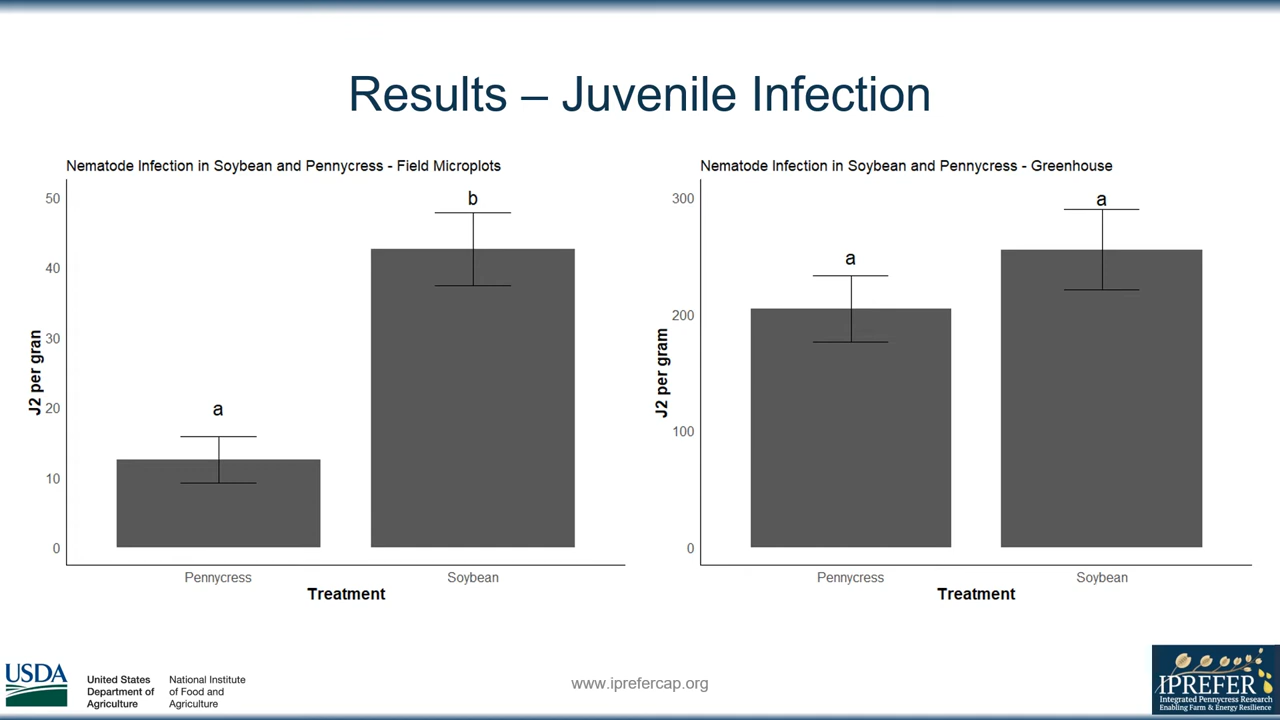 Results – Juvenile Infection
Nematode Infection in Soybean and Pennycress - Field Microplots
50
40
30
20
10
0
J2 per gran
a
b
Pennycress
Soybean
Treatment
Nematode Infection in Soybean and Pennycress - Greenhouse
300
200
100
0
J2 per gram
a
a
Pennycress
Soybean
Treatment
USDA
United States
Department of
Agriculture
National Institute
of Food and
Agriculture
www.iprefercap.org
IPREFER
Integrated Pennycress Research
Enabling Farm & Energy Resilience